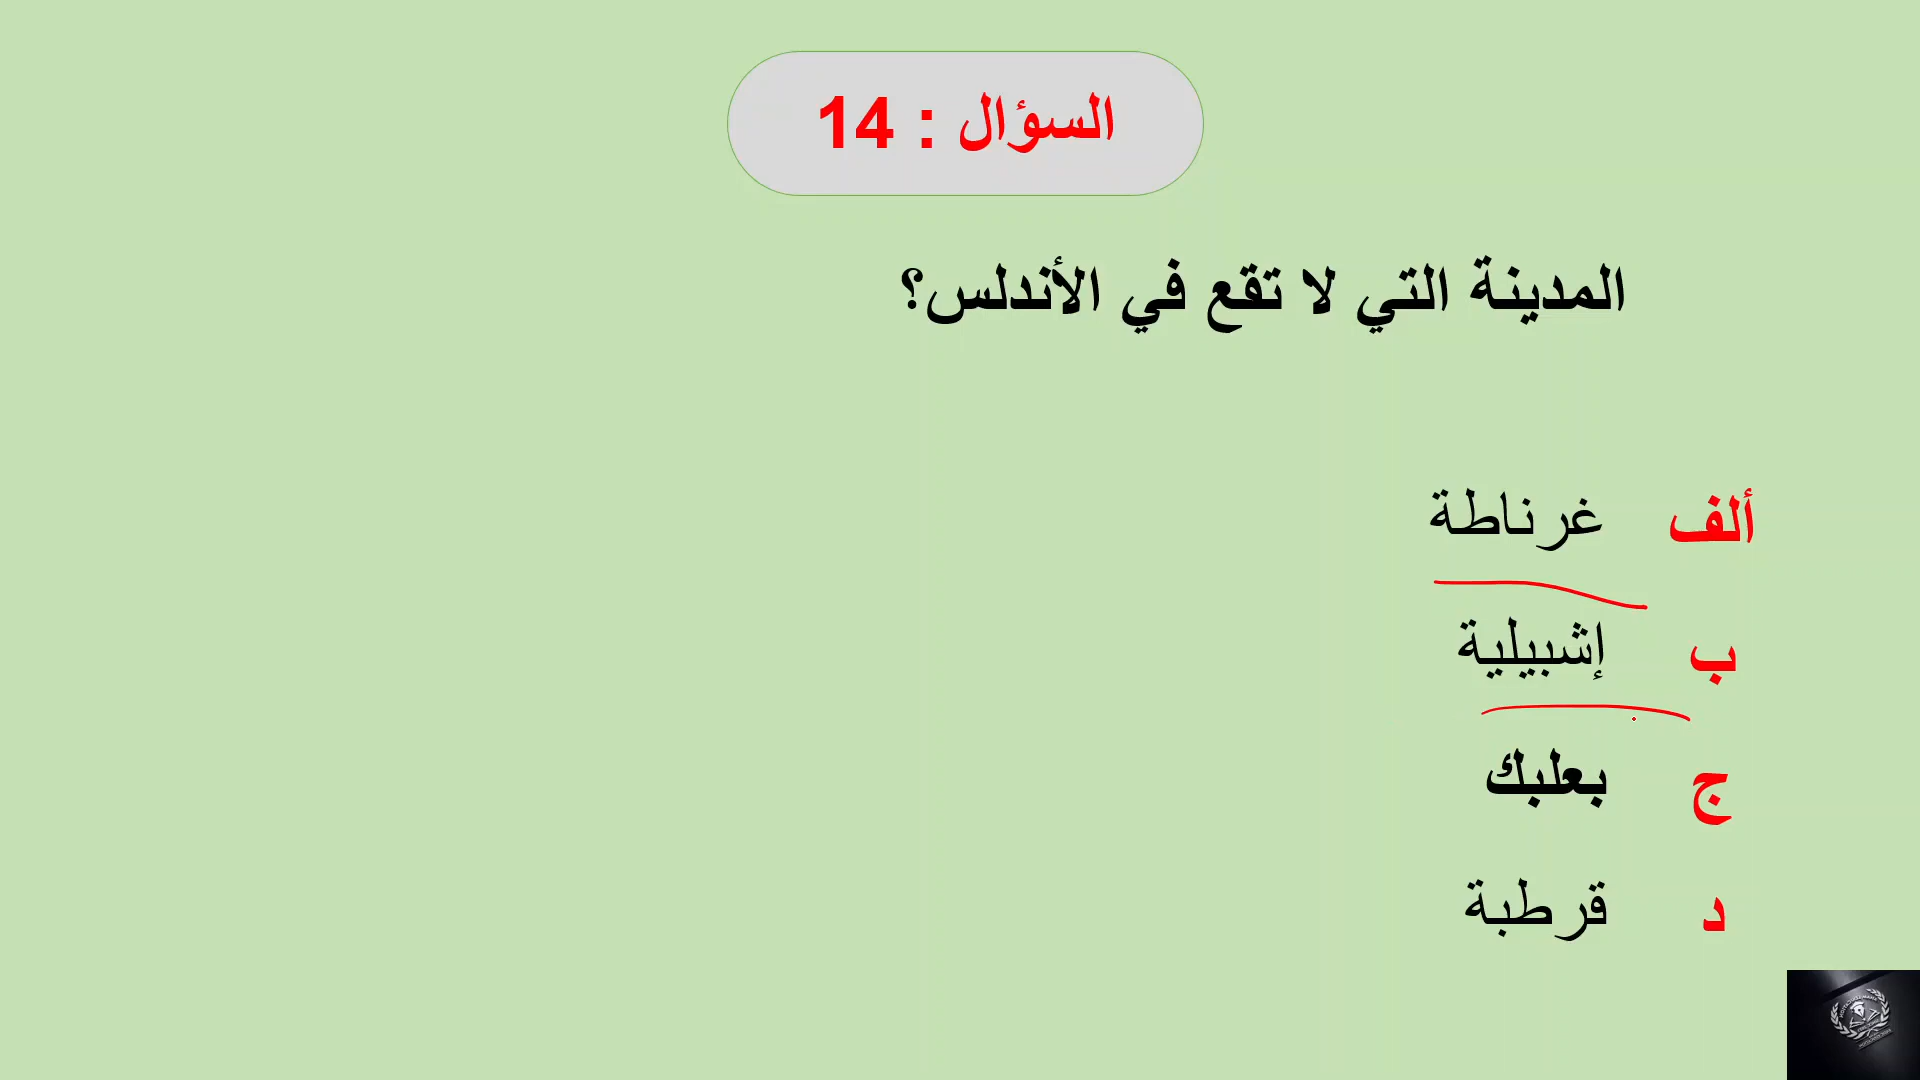 السؤال : 14
المدينة التي لا تقع في الأندلس؟
ألف غرناطة
ب إشبيلية
ج بعلبك
د قرطبة